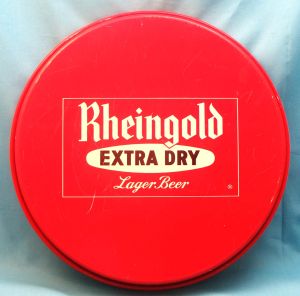 Rheingold
EXTRA DRY
Lager Beer
®